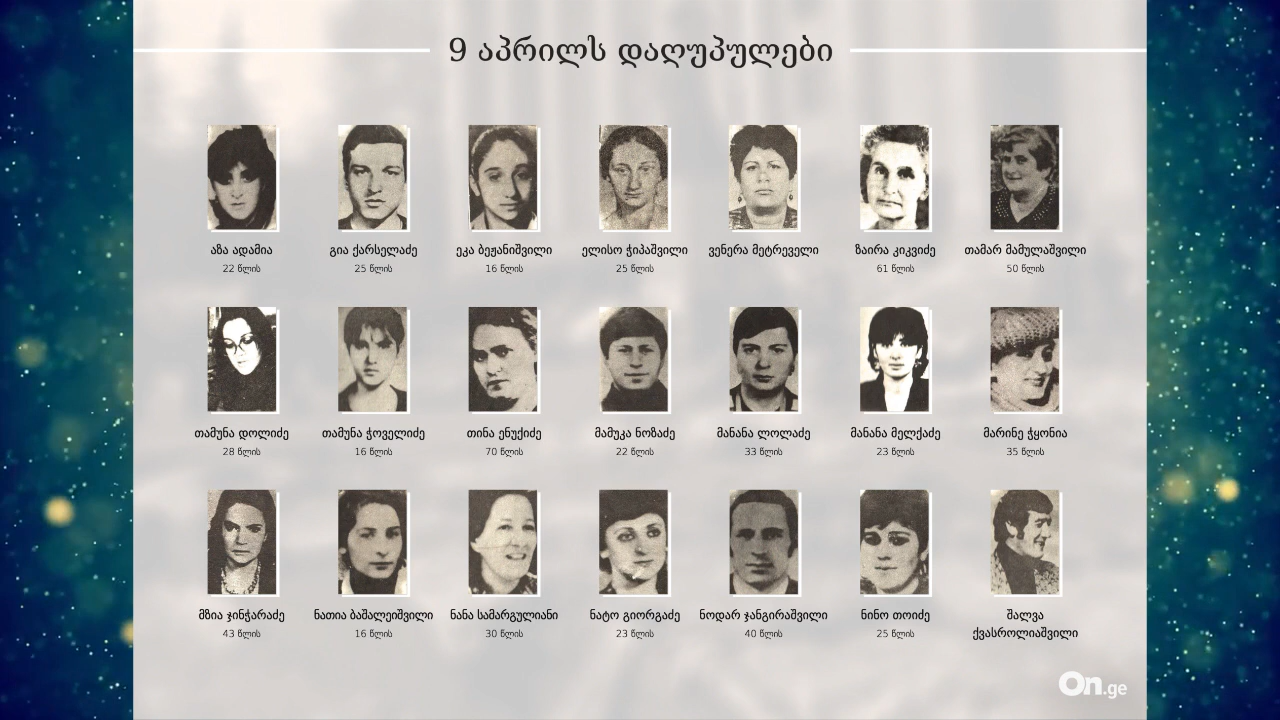 9 აპრილს დაღუპულები
აზა ადამია
22 წლის
გია ქარსელაძე
25 წლის
ეკა ბეჟანიშვილი
16 წლის
ელისო ჭიპაშვილი
25 წლის
ვენერა მეტრეველი
ზაირა კიკვიძე
61 წლის
თამარ მამულაშვილი
50 წლის
თამუნა დოლიძე
28 წლის
თამუნა ჭოველიძე
16 წლის
თინა ენუქიძე
70 წლის
მამუკა ნოზაძე
22 წლის
მანანა ლოლაძე
33 წლის
მანანა მელქაძე
23 წლის
მარინე ჭყონია
35 წლის
მზია ჯინჭარაძე
43 წლის
ნათია ბაშალეიშვილი
16 წლის
ნანა სამარგულიანი
30 წლის
ნატო გიორგაძე
23 წლის
ნოდარ ჯანგირაშვილი
40 წლის
ნინო თოიძე
25 წლის
შალვა
ქვასროლიაშვილი
On.ge